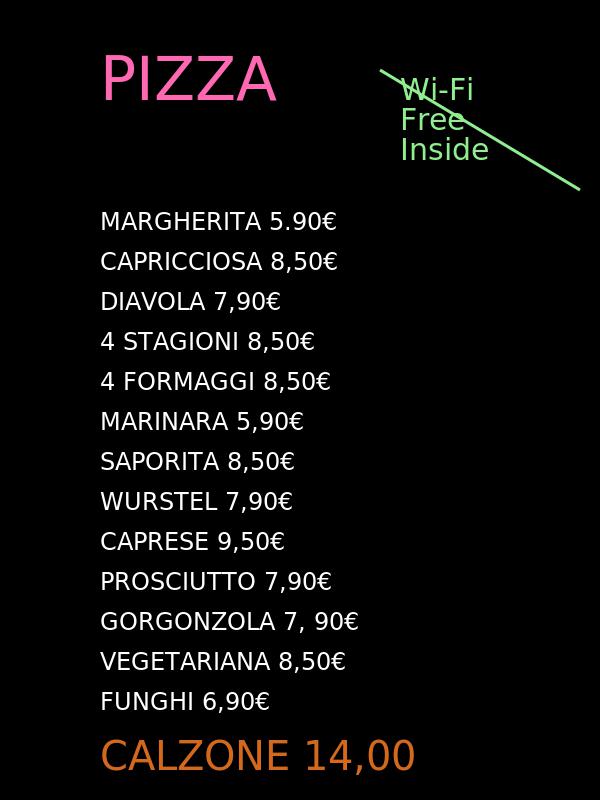 PIZZA
Wi-Fi
Free
Inside
MARGHERITA 5.90€
CAPRICCIOSA 8,50€
DIAVOLA 7,90€
4 STAGIONI 8,50€
4 FORMAGGI 8,50€
MARINARA 5,90€
SAPORITA 8,50€
WURSTEL 7,90€
CAPRESE 9,50€
PROSCIUTTO 7,90€
GORGONZOLA 7, 90€
VEGETARIANA 8,50€
FUNGHI 6,90€
CALZONE 14,00